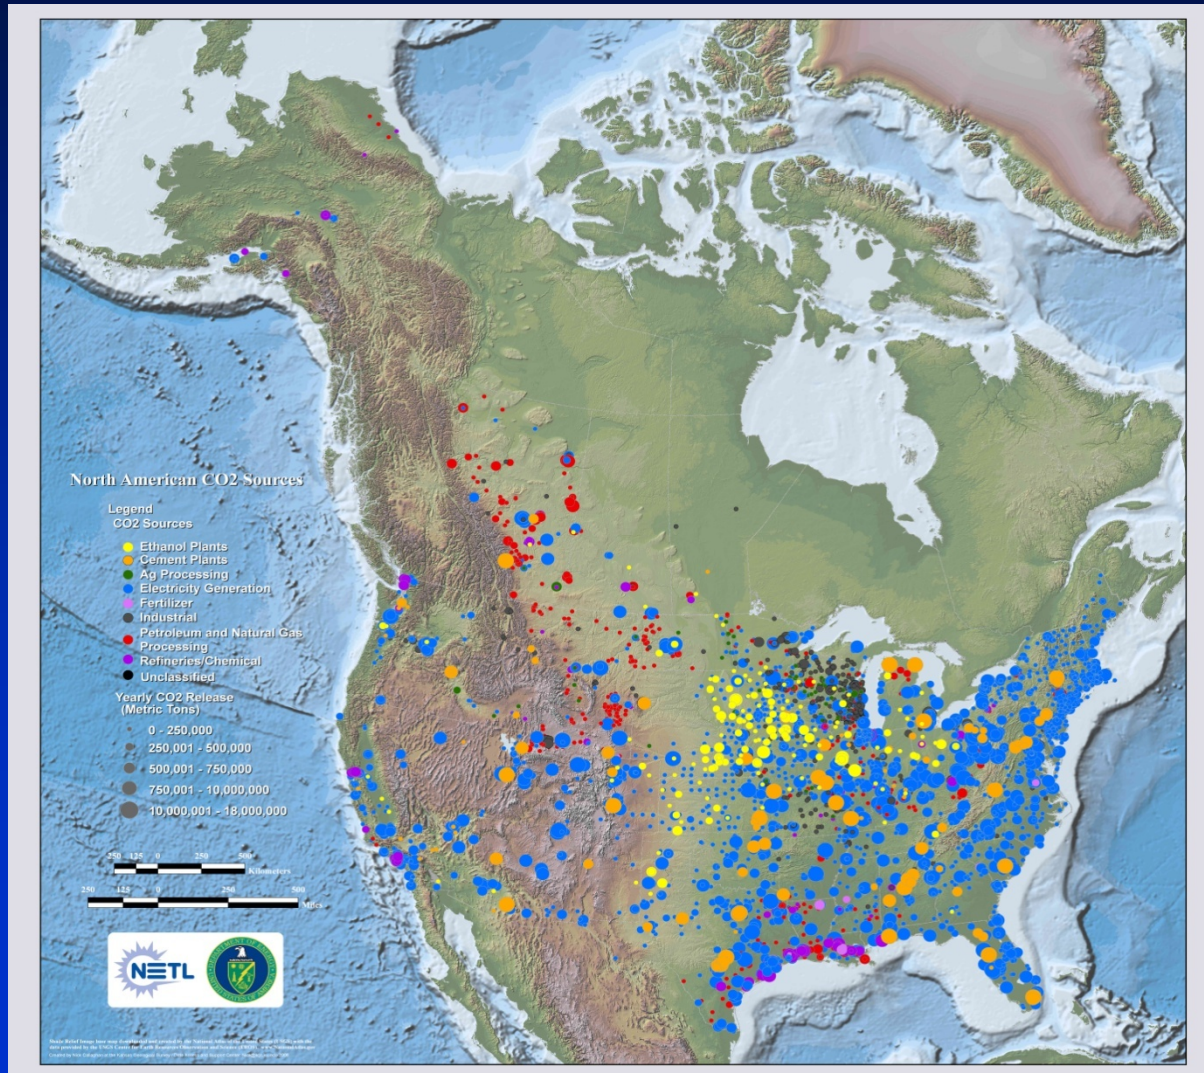 North American CO2 Sources
Legend
CO2 Sources
Ethanol Plants
Cement Plants
Ag Processing
Electricity Generation
Fertilizer
Industrial
Petroleum and Natural Gas
Processing
Refineries/Chemical
Unclassified
Yearly CO2 Release
(Metric Tons)
0 - 250,000
250,001 - 500,000
500,001 - 750,000
750,001 - 10,000,000
10,000,001 - 18,000,000
250 125 0 250 500
Kilometers
250 125 0 250 500
Miles
NETL